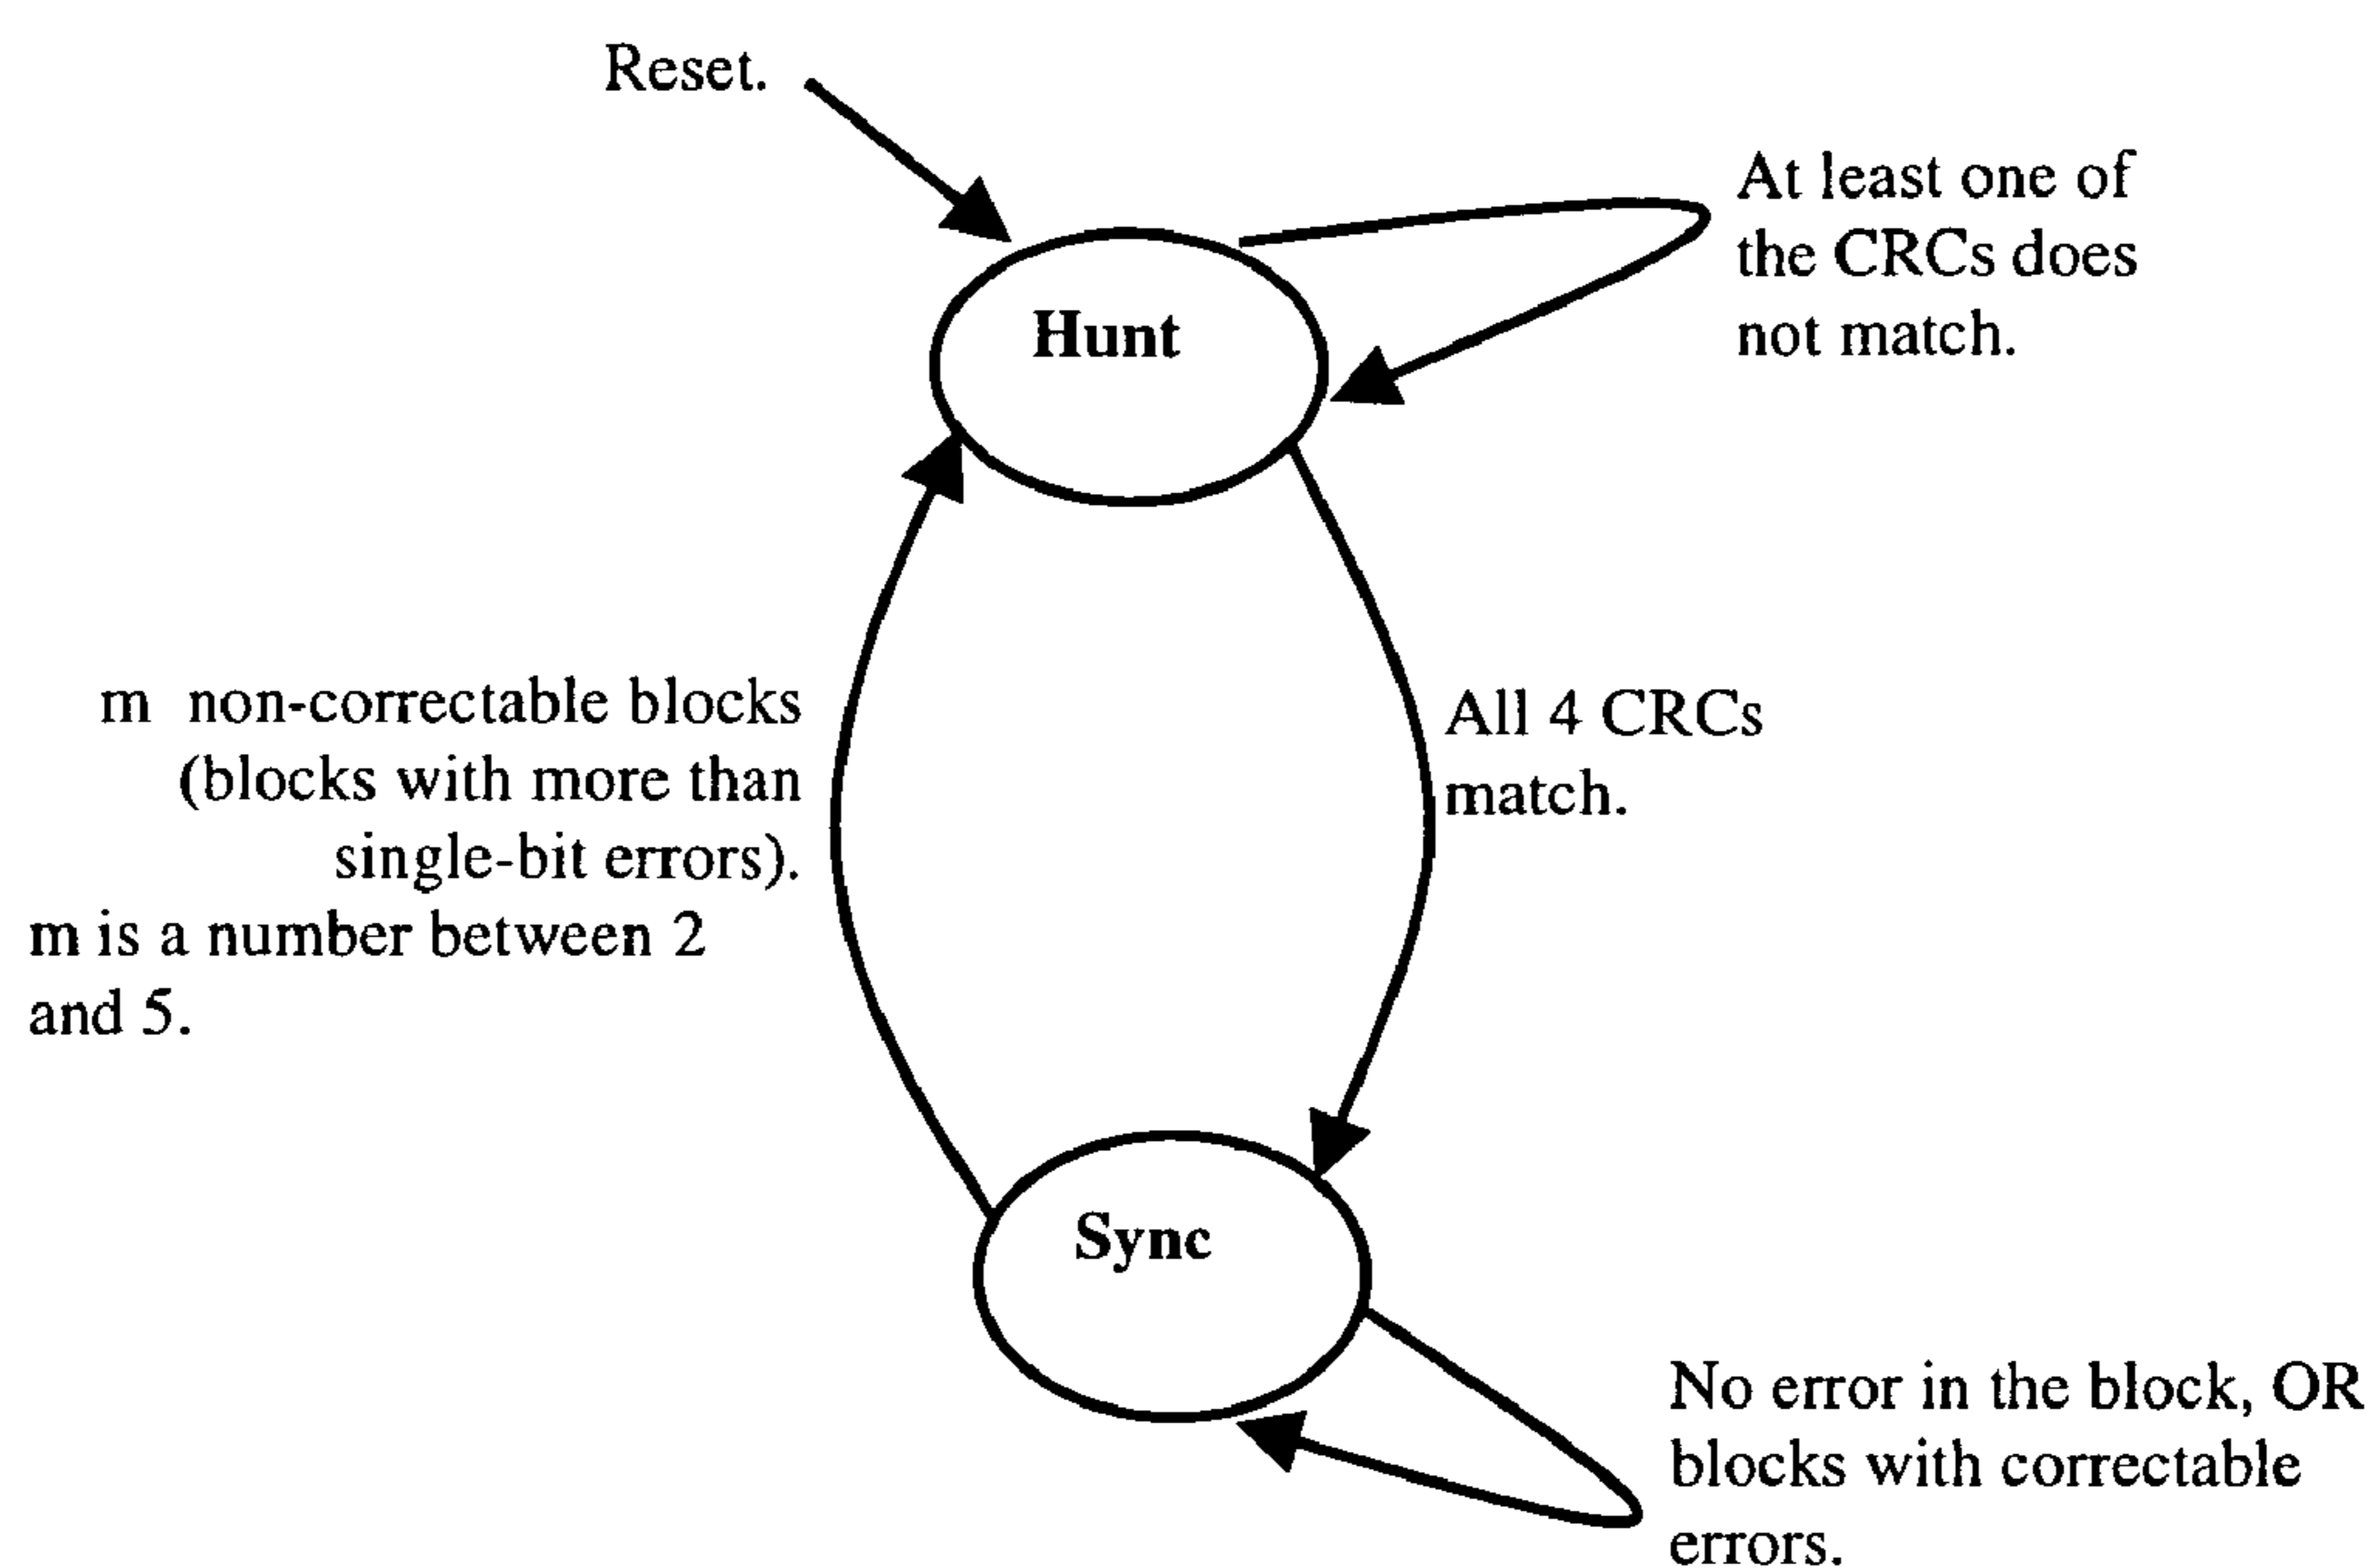 Reset.
At least one of
the CRCs does
not match.
Hunt
m non-correctable blocks
(blocks with more than
single-bit errors).
m is a number between 2
and 5.
All 4 CRCs
match.
Sync
No error in the block, OR
blocks with correctable
errors.